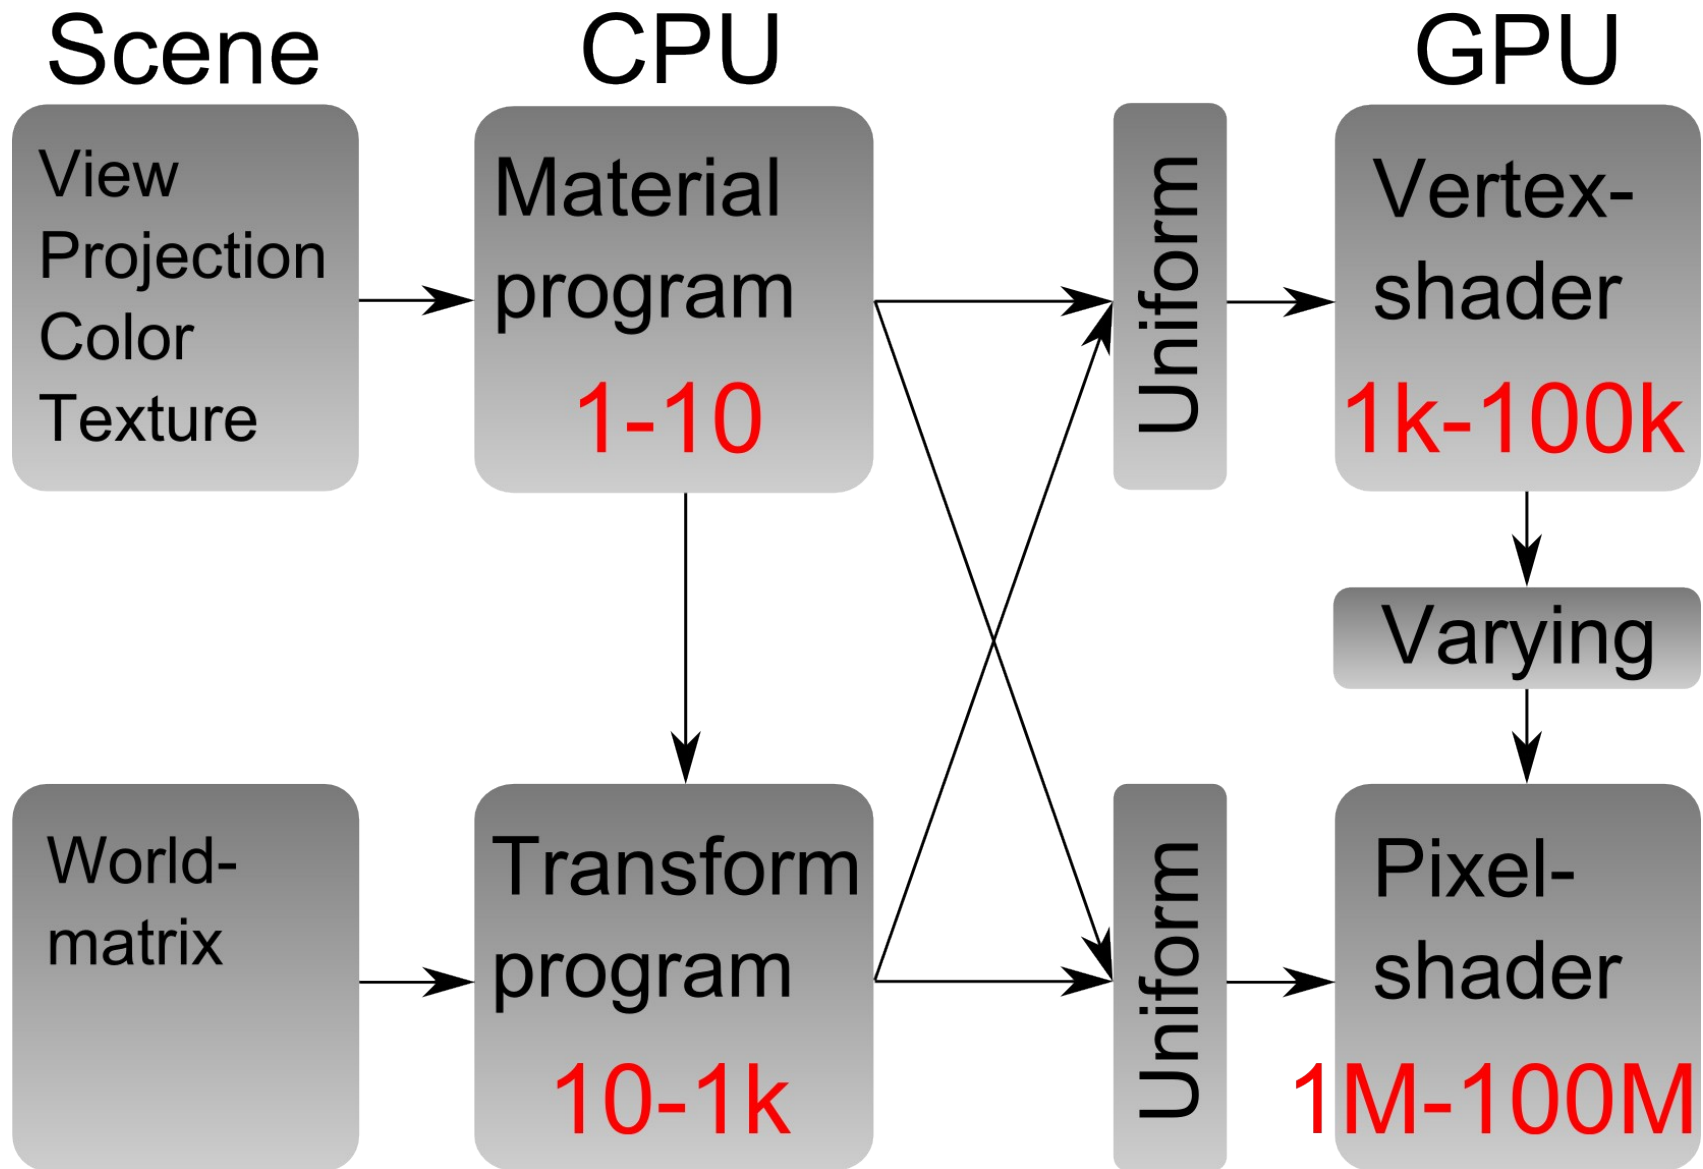 Scene
CPU
GPU
View
Projection
Color
Texture
Material
program
1-10
Uniform
Vertex-
shader
1k-100k
Varying
World-
matrix
Transform
program
10-1k
Uniform
Pixel-
shader
1M-100M